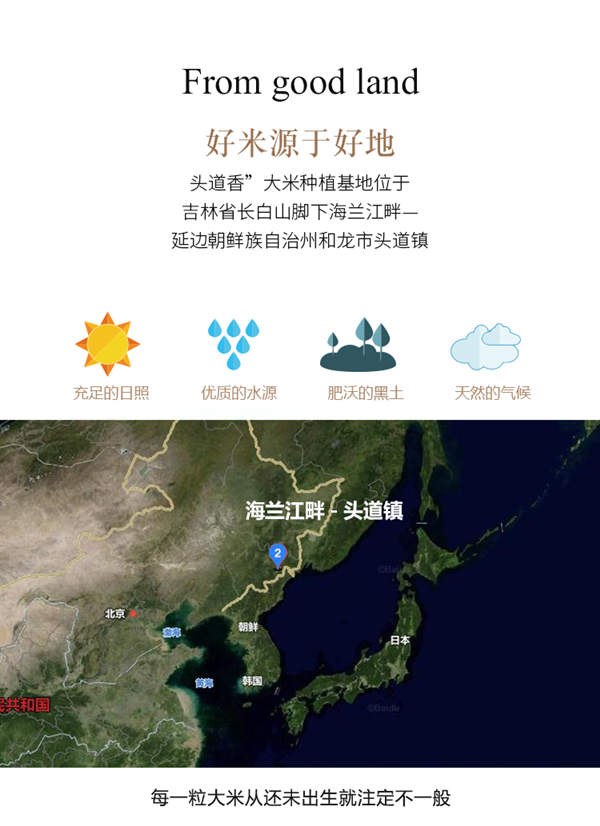 From good land
好米源于好地
头道香”大米种植基地位于
吉林省长白山脚下海兰江畔—
延边朝鲜族自治州和龙市头道镇
充足的日照
优质的水源
肥沃的黑土
天然的气候
海兰江畔 - 头道镇
2
北京
渤海
朝鲜
日本
黄海
韩国
民共和国
©Baidu
©Baidu
每一粒大米从还未出生就注定不一般